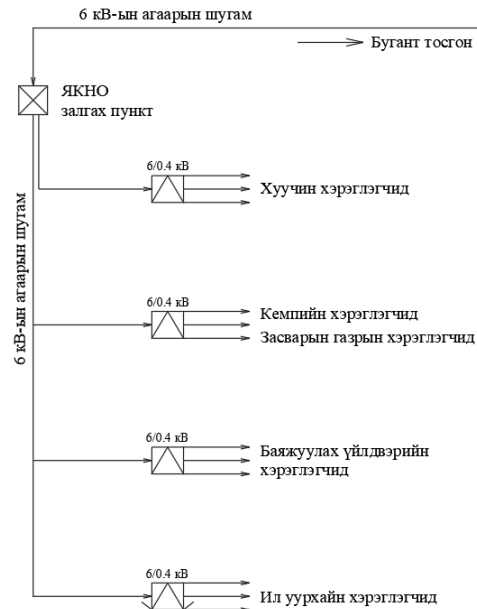 6 кВ-ын агаарын шугам
Бугант тосгон
ЯКНО
залгах пункт
6/0.4 кВ
Хуучин хэрэглэгчид
6 кВ-ын агаарын шугам
6/0.4 кВ
Кемпийн хэрэглэгчид
Засварын газрын хэрэглэгчид
6/0.4 кВ
Баяжуулах үйлдвэрийн
хэрэглэгчид
6/0.4 кВ
Ил уурхайн хэрэглэгчид